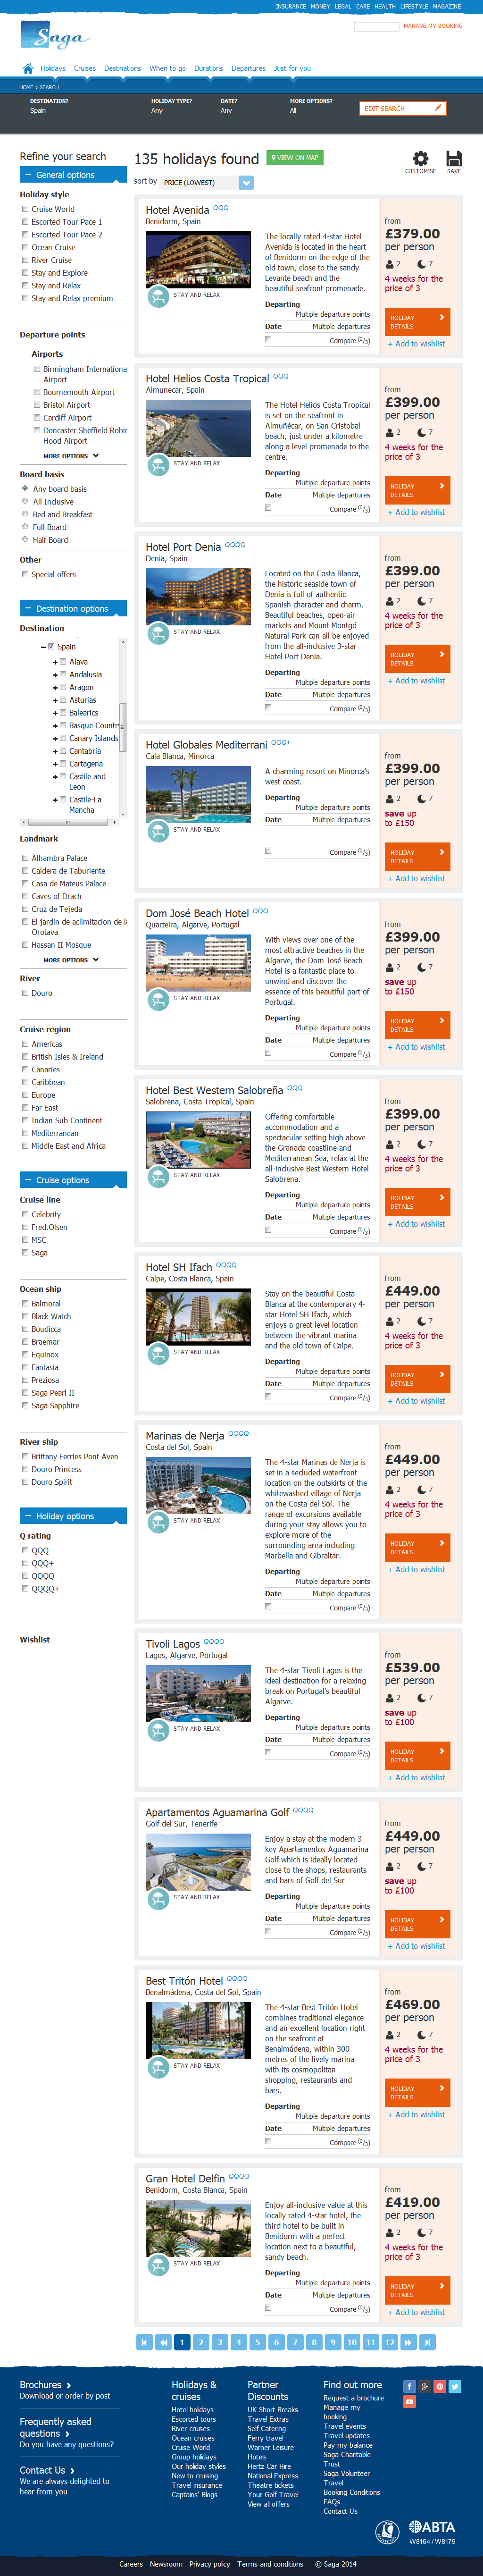 INSURANCE MONEY LEGAL CARE HEALTH LIFESTYLE MAGAZINE
Saga
MANAGE MY BOOKING
Holidays Cruises Destinations When to go Durations Departures Just for you
HOME > SEARCH
DESTINATION? HOLIDAY TYPE? DATE? MORE OPTIONS?
Spain Any Any All
EDIT SEARCH
Refine your search
General options
Holiday style
Cruise World
Escorted Tour Pace 1
Escorted Tour Pace 2
Ocean Cruise
River Cruise
Stay and Explore
Stay and Relax
Stay and Relax premium
Departure points
Airports
Birmingham Internationa
Airport
Bournemouth Airport
Bristol Airport
Cardiff Airport
Doncaster Sheffield Robin
Hood Airport
MORE OPTIONS
Board basis
Any board basis
All Inclusive
Bed and Breakfast
Full Board
Half Board
Other
Special offers
Destination options
Destination
Spain
Alava
Andalusia
Aragon
Asturias
Balearics
Basque Country
Canary Islands
Cantabria
Cartagena
Castile and
Leon
Castile-La
Mancha
Landmark
Alhambra Palace
Caldera de Taburiente
Casa de Mateus Palace
Caves of Drach
Cruz de Tejeda
El jardin de aclimitacion de la
Orotava
Hassan II Mosque
MORE OPTIONS
River
Douro
Cruise region
Americas
British Isles & Ireland
Canaries
Caribbean
Europe
Far East
Indian Sub Continent
Mediterranean
Middle East and Africa
Cruise options
Cruise line
Celebrity
Fred.Olsen
MSC
Saga
Ocean ship
Balmoral
Black Watch
Boudicca
Braemar
Equinox
Fantasia
Preziosa
Saga Pearl II
Saga Sapphire
River ship
Brittany Ferries Pont Aven
Douro Princess
Douro Spirit
Holiday options
Q rating
QQQ
QQQ+
QQQQ
QQQQ+
Wishlist
135 holidays found
VIEW ON MAP
CUSTOMISE SAVE
sort by PRICE (LOWEST)
Hotel Avenida QQQ
Benidorm, Spain
STAY AND RELAX
The locally rated 4-star Hotel
Avenida is located in the heart
of Benidorm on the edge of the
old town, close to the sandy
Levante beach and the
beautiful seafront promenade.
Departing
Multiple departure points
Date Multiple departures
Compare (0/3)
from
£379.00
per person
2 7
4 weeks for the
price of 3
HOLIDAY
DETAILS
+ Add to wishlist
Hotel Helios Costa Tropical QQQ
Almunecar, Spain
STAY AND RELAX
The Hotel Helios Costa Tropical
is set on the seafront in
Almuñécar, on San Cristobal
beach, just under a kilometre
along a level promenade to the
centre.
Departing
Multiple departure points
Date Multiple departures
Compare (0/3)
from
£399.00
per person
2 7
4 weeks for the
price of 3
HOLIDAY
DETAILS
+ Add to wishlist
Hotel Port Denia QQQQ
Denia, Spain
STAY AND RELAX
Located on the Costa Blanca,
the historic seaside town of
Denia is full of authentic
Spanish character and charm.
Beautiful beaches, open-air
markets and Mount Montgó
Natural Park can all be enjoyed
from the all-inclusive 3-star
Hotel Port Denia.
Departing
Multiple departure points
Date Multiple departures
Compare (0/3)
from
£399.00
per person
2 7
4 weeks for the
price of 3
HOLIDAY
DETAILS
+ Add to wishlist
Hotel Globales Mediterrani QQQ+
Cala Blanca, Minorca
STAY AND RELAX
A charming resort on Minorca's
west coast.
Departing
Multiple departure points
Date Multiple departures
Compare (0/3)
from
£399.00
per person
2 7
save up
to £150
HOLIDAY
DETAILS
+ Add to wishlist
Dom José Beach Hotel QQQ
Quarteira, Algarve, Portugal
STAY AND RELAX
With views over one of the
most attractive beaches in the
Algarve, the Dom José Beach
Hotel is a fantastic place to
unwind and discover the
essence of this beautiful part of
Portugal.
Departing
Multiple departure points
Date Multiple departures
Compare (0/3)
from
£399.00
per person
2 7
save up
to £150
HOLIDAY
DETAILS
+ Add to wishlist
Hotel Best Western Salobreña QQQ
Salobrena, Costa Tropical, Spain
STAY AND RELAX
Offering comfortable
accommodation and a
spectacular setting high above
the Granada coastline and
Mediterranean Sea, relax at the
all-inclusive Best Western Hotel
Salobrena.
Departing
Multiple departure points
Date Multiple departures
Compare (0/3)
from
£399.00
per person
2 7
4 weeks for the
price of 3
HOLIDAY
DETAILS
+ Add to wishlist
Hotel SH Ifach QQQQ
Calpe, Costa Blanca, Spain
STAY AND RELAX
Stay on the beautiful Costa
Blanca at the contemporary 4-
star Hotel SH Ifach, which
enjoys a great level location
between the vibrant marina
and the old town of Calpe.
Departing
Multiple departure points
Date Multiple departures
Compare (0/3)
from
£449.00
per person
2 7
4 weeks for the
price of 3
HOLIDAY
DETAILS
+ Add to wishlist
Marinas de Nerja QQQQ
Costa del Sol, Spain
STAY AND RELAX
The 4-star Marinas de Nerja is
set in a secluded waterfront
location on the outskirts of the
whitewashed village of Nerja
on the Costa del Sol. The
range of excursions available
during your stay allows you to
explore more of the
surrounding area including
Marbella and Gibraltar.
Departing
Multiple departure points
Date Multiple departures
Compare (0/3)
from
£449.00
per person
2 7
4 weeks for the
price of 3
HOLIDAY
DETAILS
+ Add to wishlist
Tivoli Lagos QQQQ
Lagos, Algarve, Portugal
STAY AND RELAX
The 4-star Tivoli Lagos is the
ideal destination for a relaxing
break on Portugal's beautiful
Algarve.
Departing
Multiple departure points
Date Multiple departures
Compare (0/3)
from
£539.00
per person
2 7
save up
to £100
HOLIDAY
DETAILS
+ Add to wishlist
Apartamentos Aguamarina Golf QQQQ
Golf del Sur, Tenerife
STAY AND RELAX
Enjoy a stay at the modern 3-
key Apartamentos Aguamarina
Golf which is ideally located
close to the shops, restaurants
and bars of Golf del Sur
Departing
Multiple departure points
Date Multiple departures
Compare (0/3)
from
£449.00
per person
2 7
save up
to £100
HOLIDAY
DETAILS
+ Add to wishlist
Best Tritón Hotel QQQQ
Benalmádena, Costa del Sol, Spain
STAY AND RELAX
The 4-star Best Tritón Hotel
combines traditional elegance
and an excellent location right
on the seafront at
Benalmádena, within 300
metres of the lively marina
with its cosmopolitan
shopping, restaurants and
bars.
Departing
Multiple departure points
Date Multiple departures
Compare (0/3)
from
£469.00
per person
2 7
4 weeks for the
price of 3
HOLIDAY
DETAILS
+ Add to wishlist
Gran Hotel Delfin QQQQ
Benidorm, Costa Blanca, Spain
STAY AND RELAX
Enjoy all-inclusive value at this
locally rated 4-star hotel, the
third hotel to be built in
Benidorm with a perfect
location next to a beautiful,
sandy beach.
Departing
Multiple departure points
Date Multiple departures
Compare (0/3)
from
£419.00
per person
2 7
4 weeks for the
price of 3
HOLIDAY
DETAILS
+ Add to wishlist
1 2 3 4 5 6 7 8 9 10 11 12
Brochures
Download or order by post
Frequently asked
questions
Do you have any questions?
Contact Us
We are always delighted to
hear from you
Holidays &
cruises
Hotel holidays
Escorted tours
River cruises
Ocean cruises
Cruise World
Group holidays
Our holiday styles
New to cruising
Travel insurance
Captains' Blogs
Partner
Discounts
UK Short Breaks
Travel Extras
Self Catering
Ferry travel
Warner Leisure
Hotels
Hertz Car Hire
National Express
Theatre tickets
Your Golf Travel
View all offers
Find out more
Request a brochure
Manage my
booking
Travel events
Travel updates
Pay my balance
Saga Charitable
Trust
Saga Volunteer
Travel
Booking Conditions
FAQs
Contact Us
ABTA
W8164 / W8179
Careers Newsroom Privacy policy Terms and conditions © Saga 2014